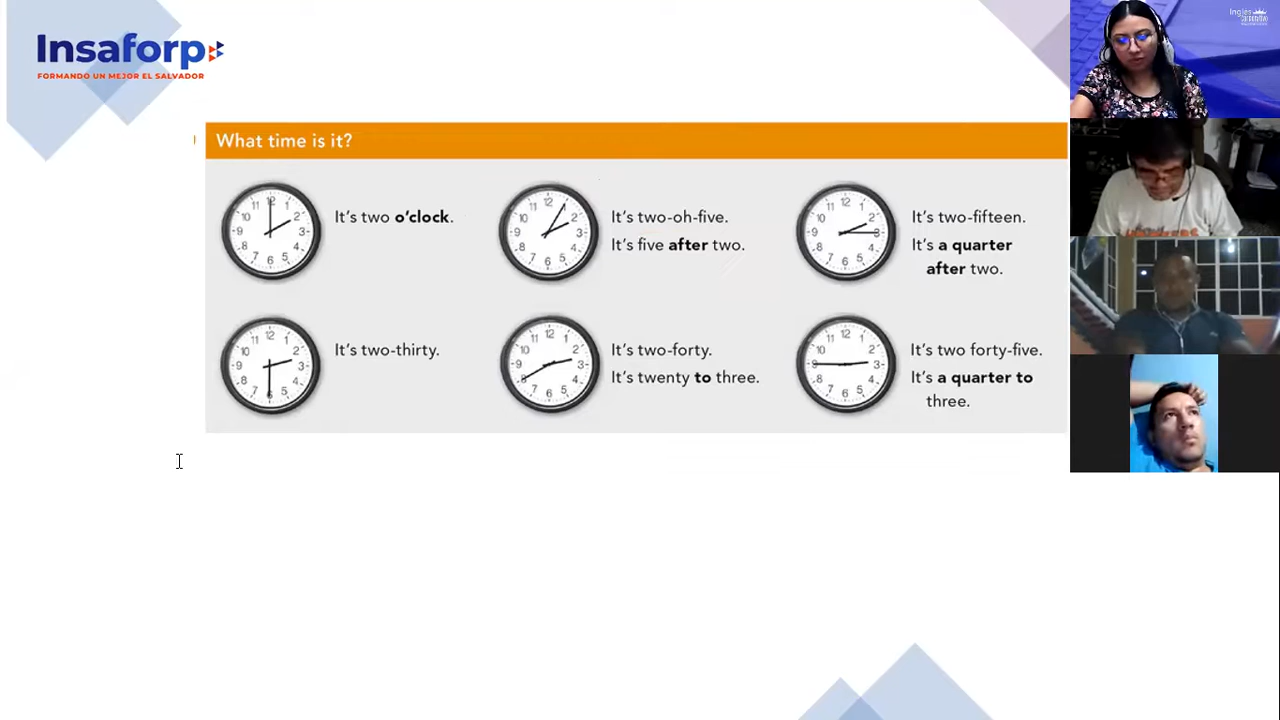 Insaforp
FORMANDO UN MEJOR EL SALVADOR
What time is it?
It's two o'clock.
It's two-oh-five.
It's five after two.
It's two-fifteen.
It's a quarter
after two.
It's two-thirty.
It's two-forty.
It's twenty to three.
It's two forty-five.
It's a quarter to
three.